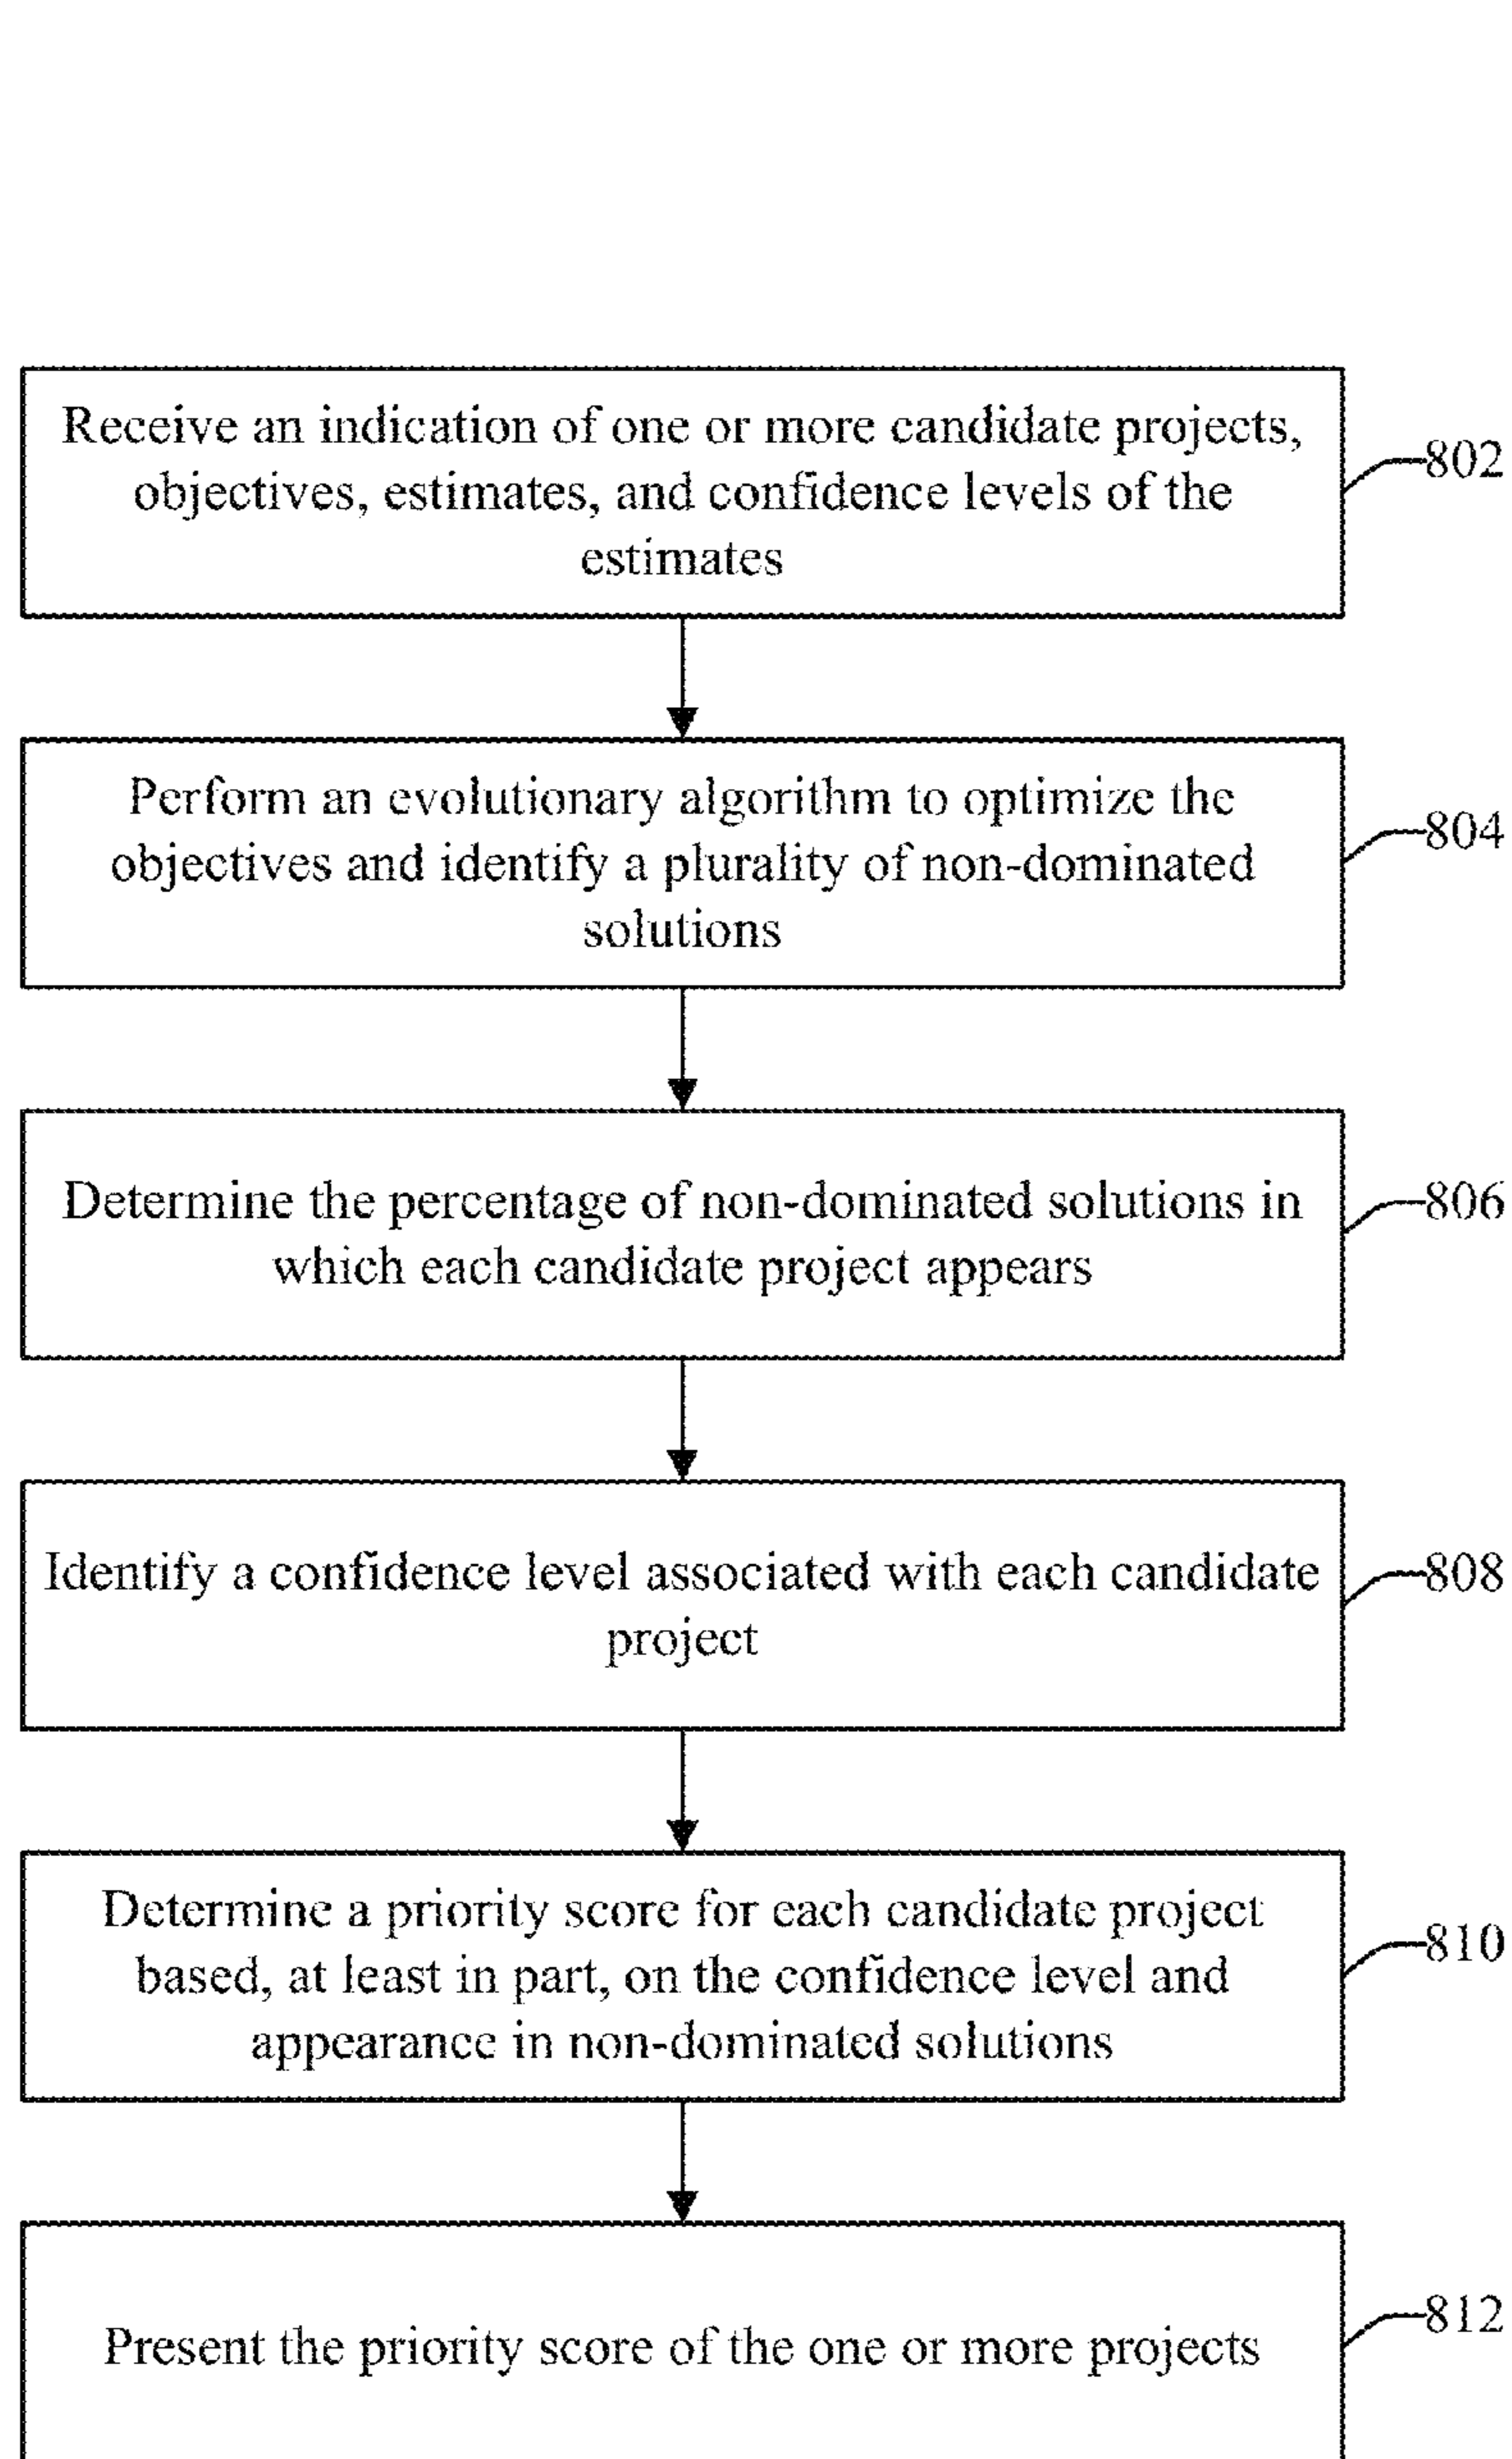 Receive an indication of one or more candidate projects,
objectives, estimates, and confidence levels of the
estimates
802
Perform an evolutionary algorithm to optimize the
objectives and identify a plurality of non-dominated
solutions
804
Determine the percentage of non-dominated solutions in
which each candidate project appears
806
Identify a confidence level associated with each candidate
project
808
Determine a priority score for each candidate project
based, at least in part, on the confidence level and
appearance in non-dominated solutions
810
Present the priority score of the one or more projects
812